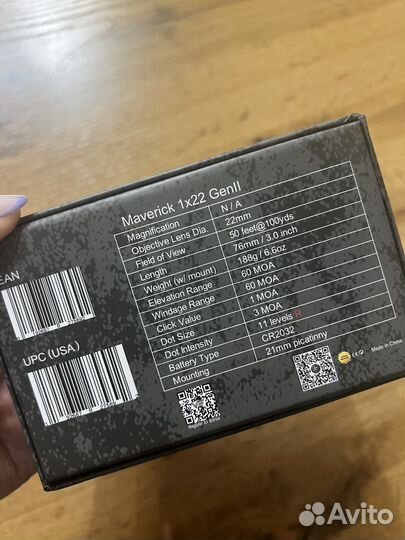 Maverick 1x22 GenII
Magnification N / A
Objective Lens Dia. 22mm
Field of View 50 feet@100yds
Length 76mm / 3.0 inch
Weight (w/ mount) 188g / 6.6oz
Elevation Range 60 MOA
Windage Range 60 MOA
Click Value 1 MOA
Dot Size 3 MOA
Dot Intensity 11 levels R
Battery Type CR2032
Mounting 21mm picatinny
EAN
UPC (USA)
Made in China
Avito